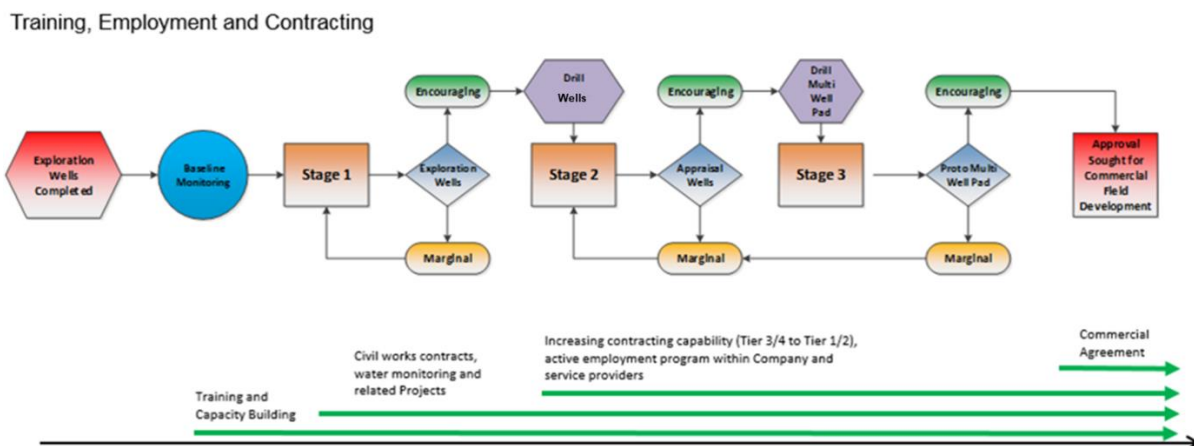 Training, Employment and Contracting
Encouraging
Drill
Wells
Encouraging
Drill
Multi
Well
Pad
Encouraging
Exploration
Wells
Completed
Baseline
Monitoring
Stage 1
Exploration
Wells
Stage 2
Appraisal
Wells
Stage 3
Proto Multi
Well Pad
Approval
Sought for
Commercial
Field
Development
Marginal
Marginal
Marginal
Training and
Capacity Building
Civil works contracts,
water monitoring and
related Projects
Increasing contracting capability (Tier 3/4 to Tier 1/2),
active employment program within Company and
service providers
Commercial
Agreement